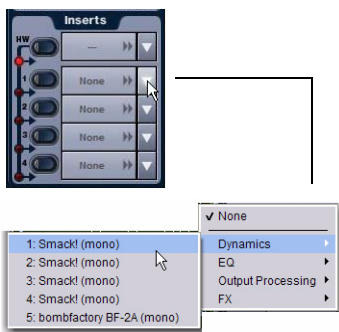 Inserts
HW
---
1 None
2 None
3 None
4 None
✓ None
Dynamics
EQ
Output Processing
FX
1: Smack! (mono)
2: Smack! (mono)
3: Smack! (mono)
4: Smack! (mono)
5: bombfactory BF-2A (mono)